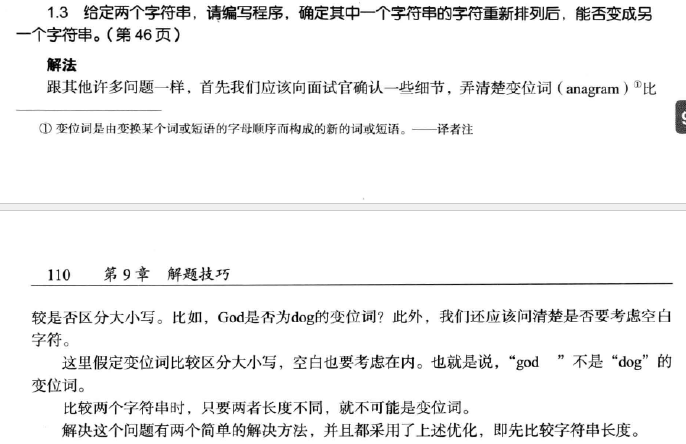 1.3 给定两个字符串，请编写程序，确定其中一个字符串的字符重新排列后，能否变成另
一个字符串。（第 46 页）
解法
跟其他许多问题一样，首先我们应该向面试官确认一些细节，弄清楚变位词（anagram）①比
① 变位词是由变换某个词或短语的字母顺序而构成的新的词或短语。——译者注
110 第 9 章 解题技巧
较是否区分大小写。比如，God是否为dog的变位词？此外，我们还应该问清楚是否要考虑空白
字符。
这里假定变位词比较区分大小写，空白也要考虑在内。也就是说，“god ”不是“dog”的
变位词。
比较两个字符串时，只要两者长度不同，就不可能是变位词。
解决这个问题有两个简单的解决方法，并且都采用了上述优化，即先比较字符串长度。